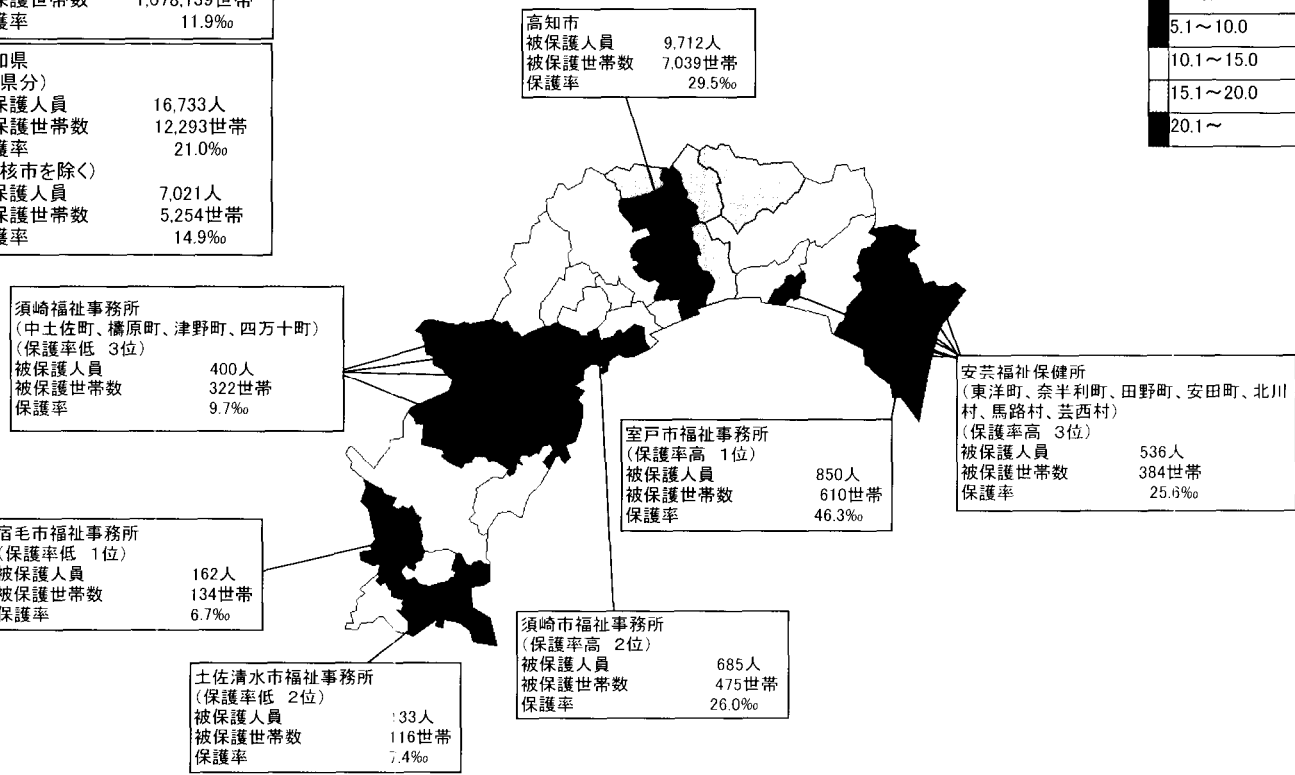 護世帯数 1,078,139世帯
護率 11.9‰
知県
県分)
保護人員 16,733人
保護世帯数 12,293世帯
護率 21.0‰
核市を除く)
保護人員 7,021人
保護世帯数 5,254世帯
護率 14.9‰
高知市
被保護人員 9,712人
被保護世帯数 7,039世帯
保護率 29.5‰
5.1～10.0
10.1～15.0
15.1～20.0
20.1～
須崎福祉事務所
(中土佐町、檮原町、津野町、四万十町)
(保護率低 3位)
被保護人員 400人
被保護世帯数 322世帯
保護率 9.7‰
安芸福祉保健所
(東洋町、奈半利町、田野町、安田町、北川
村、馬路村、芸西村)
(保護率高 3位)
被保護人員 536人
被保護世帯数 384世帯
保護率 25.6‰
室戸市福祉事務所
(保護率高 1位)
被保護人員 850人
被保護世帯数 610世帯
保護率 46.3‰
宿毛市福祉事務所
(保護率低 1位)
被保護人員 162人
被保護世帯数 134世帯
保護率 6.7‰
須崎市福祉事務所
(保護率高 2位)
被保護人員 685人
被保護世帯数 475世帯
保護率 26.0‰
土佐清水市福祉事務所
(保護率低 2位)
被保護人員 33人
被保護世帯数 116世帯
保護率 7.4‰